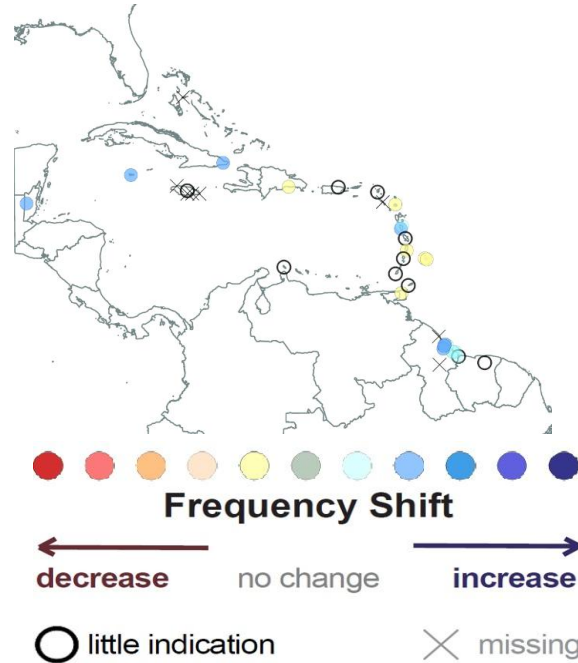 Frequency Shift
decrease no change increase
little indication missing